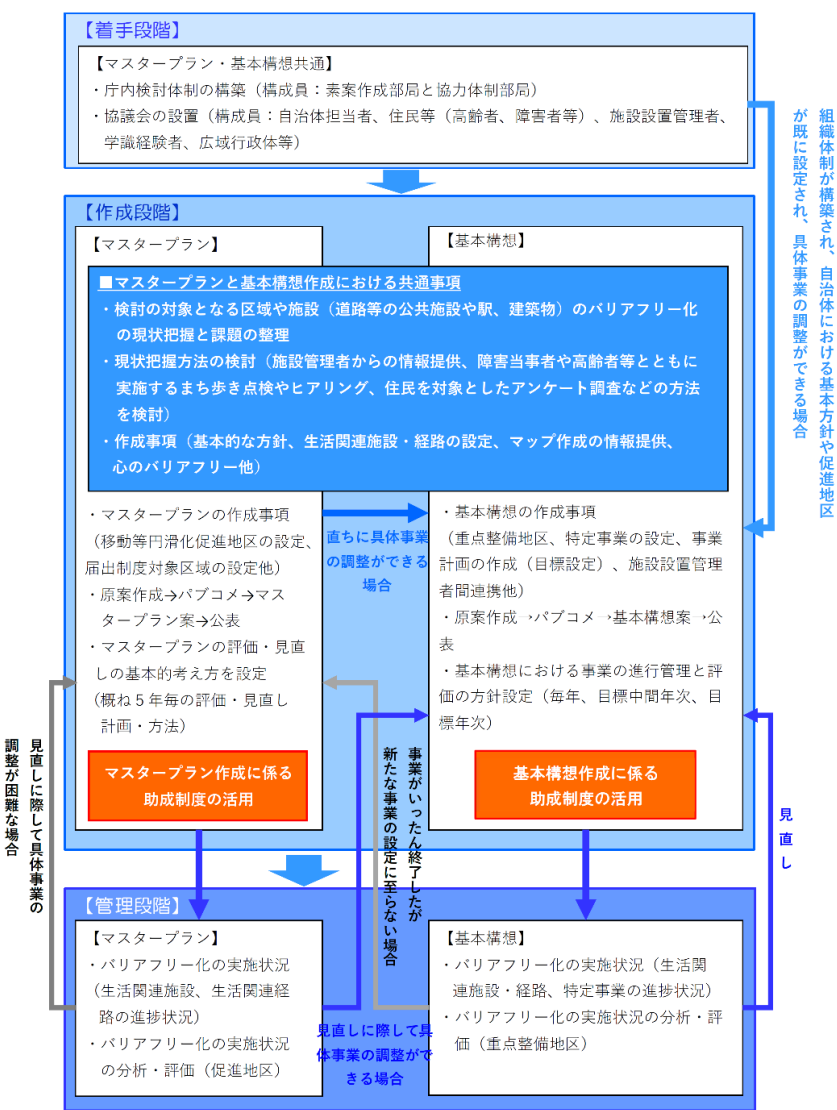 【着手段階】
【マスタープラン・基本構想共通】
・庁内検討体制の構築（構成員：素案作成部局と協力体制部局）
・協議会の設置（構成員：自治体担当者、住民等（高齢者、障害者等）、施設設置管理者、
学識経験者、広域行政体等）
組織体制が構築され、自治体における基本方針や促進地区
が既に設定され、具体事業の調整ができる場合
【作成段階】
【マスタープラン】
【基本構想】
■マスタープランと基本構想作成における共通事項
・検討の対象となる区域や施設（道路等の公共施設や駅、建築物）のバリアフリー化
の現状把握と課題の整理
・現状把握方法の検討（施設管理者からの情報提供、障害当事者や高齢者等とともに
実施するまち歩き点検やヒアリング、住民を対象としたアンケート調査などの方法
を検討）
・作成事項（基本的な方針、生活関連施設・経路の設定、マップ作成の情報提供、
心のバリアフリー他）
・マスタープランの作成事項
（移動等円滑化促進地区の設定、
届出制度対象区域の設定他）
・原案作成→パブコメ→マス
タープラン案→公表
・マスタープランの評価・見直
しの基本的考え方を設定
（概ね５年毎の評価・見直し
計画・方法）
マスタープラン作成に係る
助成制度の活用
直ちに具体事業
の調整ができる
場合
・基本構想の作成事項
（重点整備地区、特定事業の設定、事業
計画の作成（目標設定）、施設設置管理
者間連携他）
・原案作成→パブコメ→基本構想案→公
表
・基本構想における事業の進行管理と評
価の方針設定（毎年、目標中間年次、目
標年次）
基本構想作成に係る
助成制度の活用
見直しに際して具体事業の
調整が困難な場合
事業がいったん終了したが
新たな事業の設定に至らない場合
見直し
【管理段階】
【マスタープラン】
・バリアフリー化の実施状況
（生活関連施設、生活関連経
路の進捗状況）
・バリアフリー化の実施状況
の分析・評価（促進地区）
見直しに際して具
体事業の調整がで
きる場合
【基本構想】
・バリアフリー化の実施状況（生活関
連施設・経路、特定事業の進捗状況）
・バリアフリー化の実施状況の分析・評
価（重点整備地区）